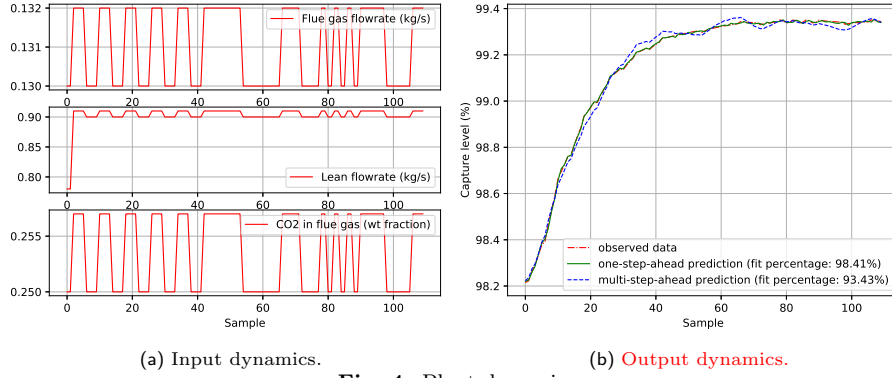 0.132
Flue gas flowrate (kg/s)
0.131
0.130
0 20 40 60 80 100
0.90
0.85
Lean flowrate (kg/s)
0.80
0 20 40 60 80 100
CO2 in flue gas (wt fraction)
0.255
0.250
0 20 40 60 80 100
Sample
(a) Input dynamics.
99.4
99.2
99.0
98.8
98.6
98.4
98.2
Capture level (%)
observed data
one-step-ahead prediction (fit percentage: 98.41%)
multi-step-ahead prediction (fit percentage: 93.43%)
0 20 40 60 80 100
Sample
(b) Output dynamics.